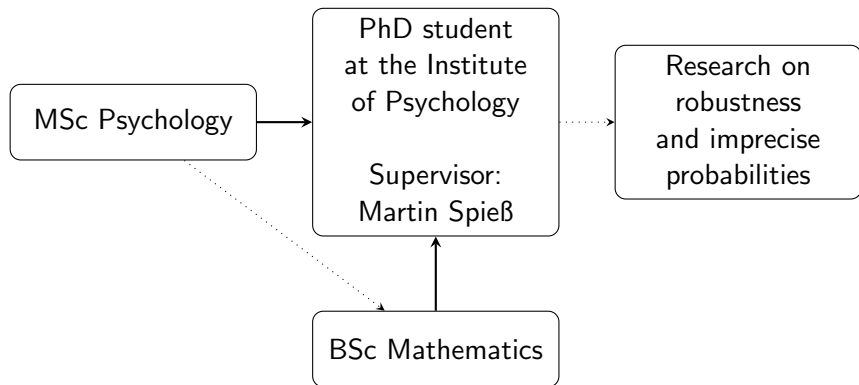 MSc Psychology
PhD student
at the Institute
of Psychology
Supervisor:
Martin Spieß
Research on
robustness
and imprecise
probabilities
BSc Mathematics